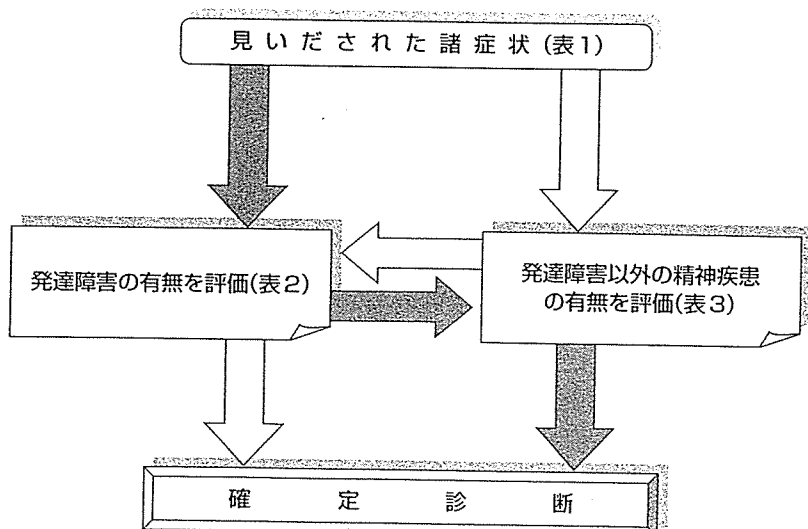 見いだされた諸症状(表1)
発達障害の有無を評価(表2)
発達障害以外の精神疾患
の有無を評価(表3)
確定診断